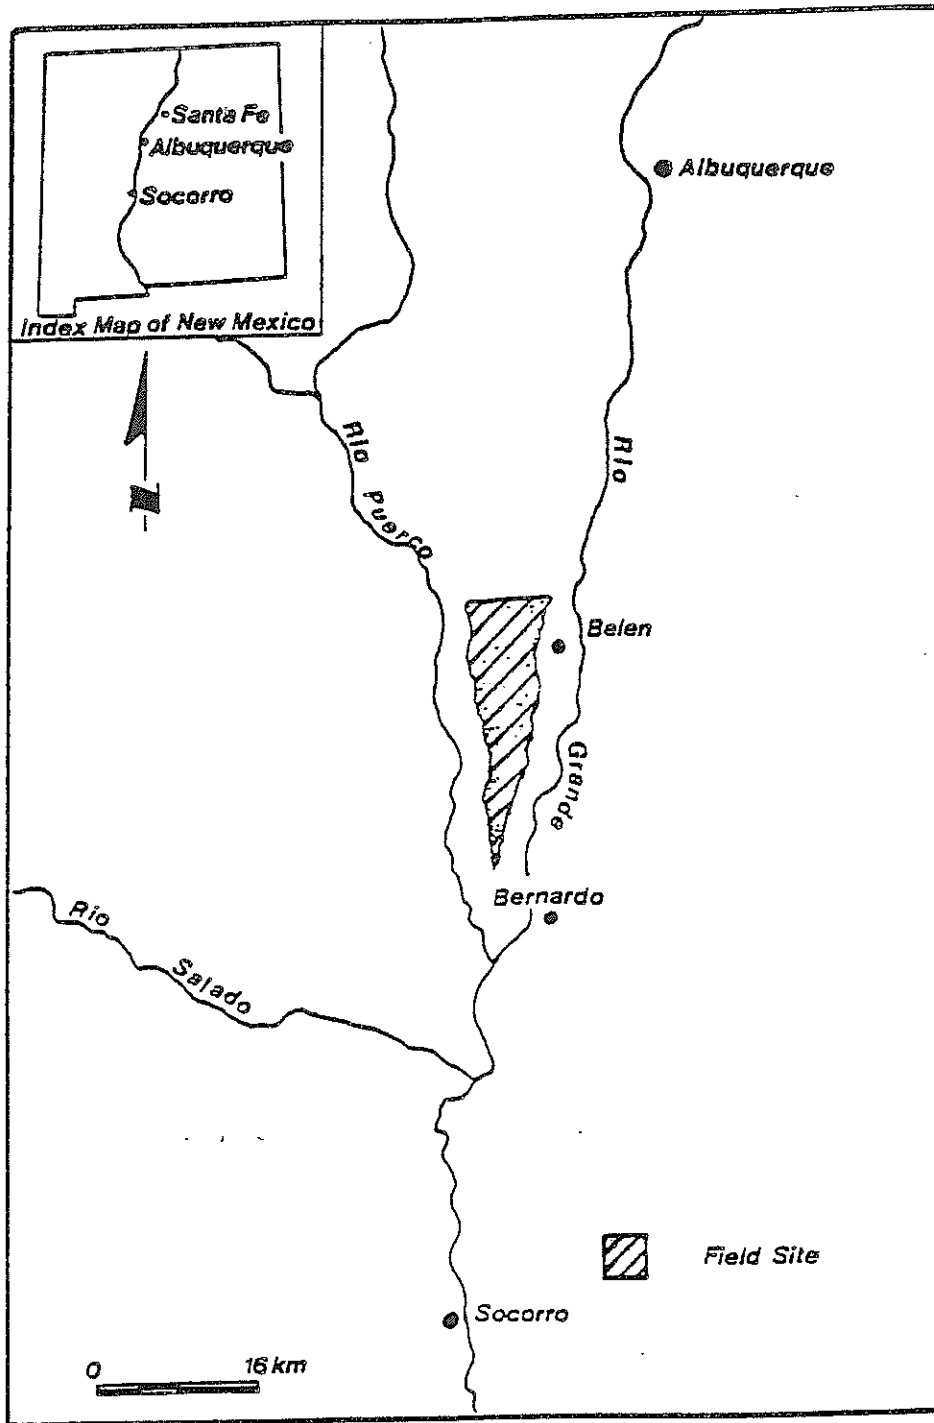 Santa Fe
Albuquerque
Socorro
Index Map of New Mexico
Albuquerque
N
Rio Puerco
Rio Grande
Belen
Bernardo
Rio Salado
Field Site
Socorro
0 16 km